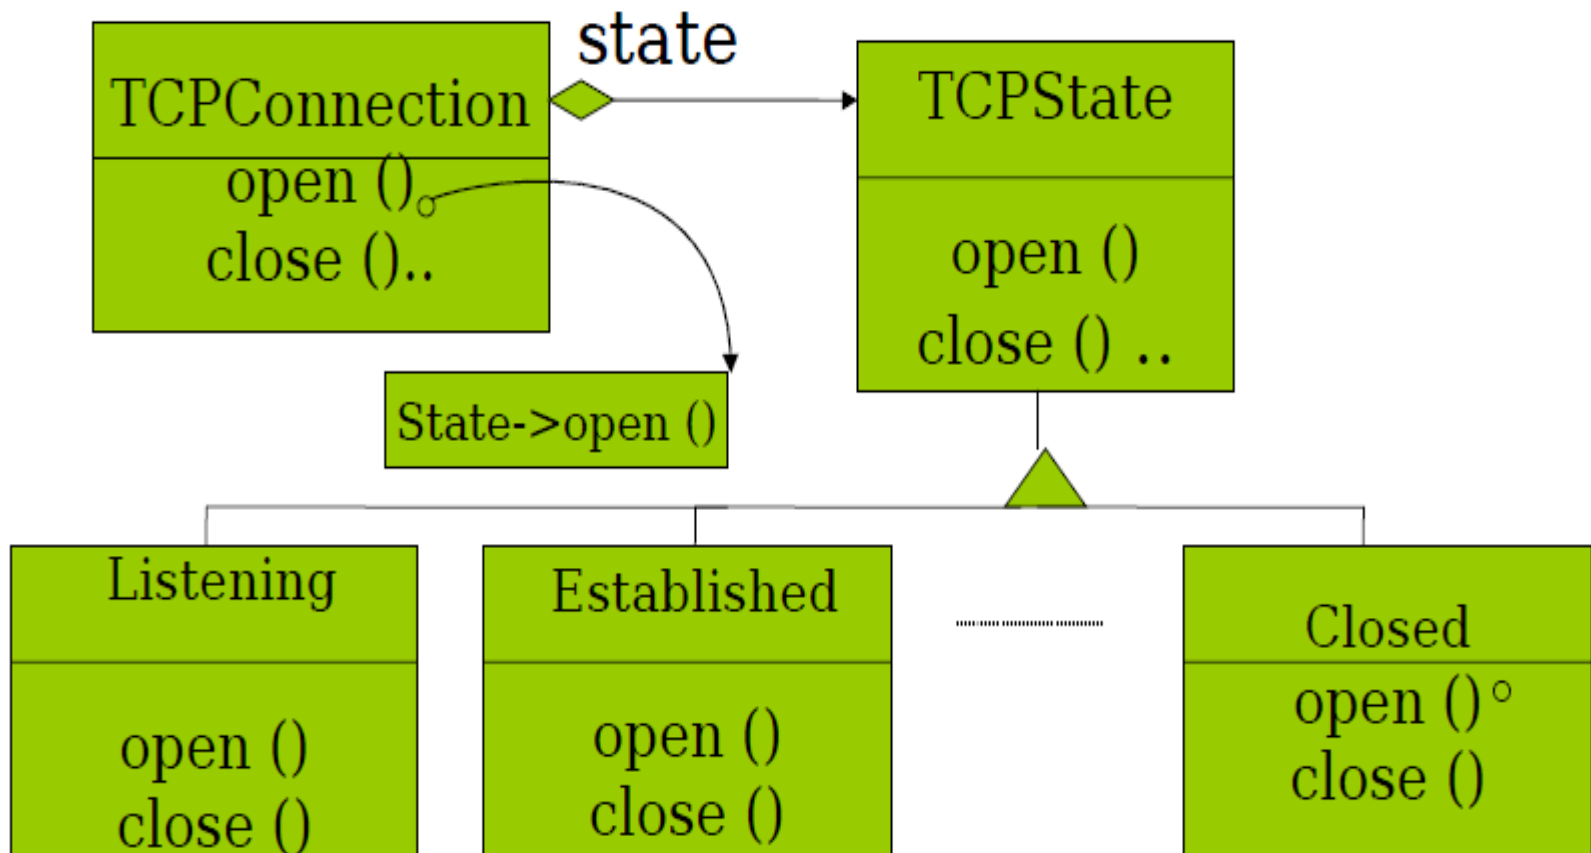 state
TCPConnection
open ()
close ()..
TCPState
open ()
close () ..
State->open ()
Listening
open ()
close ()
Established
open ()
close ()
Closed
open ()
close ()